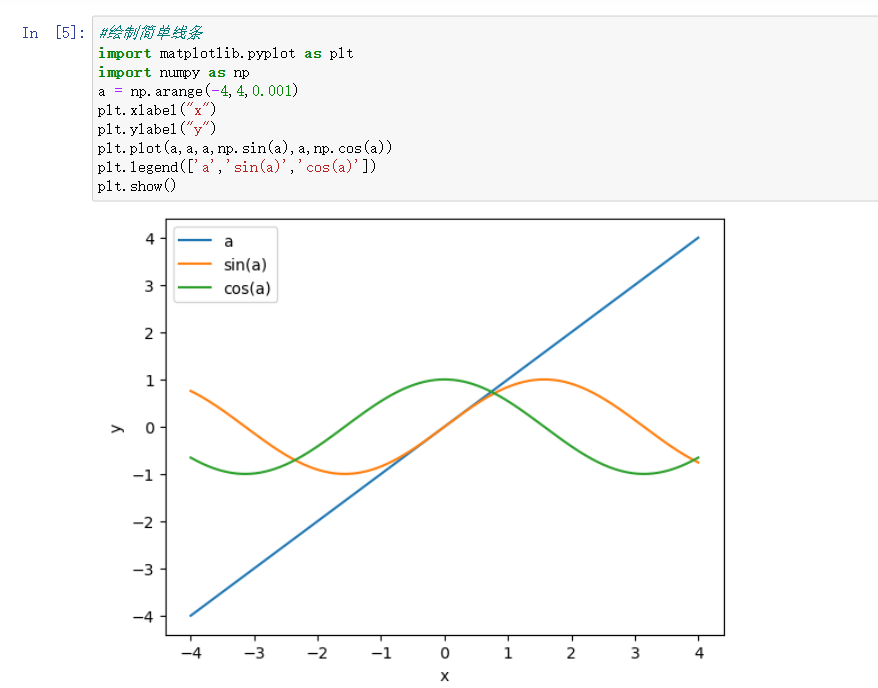 In [5]:
#绘制简单线条
import matplotlib.pyplot as plt
import numpy as np
a = np.arange(-4,4,0.001)
plt.xlabel("x")
plt.ylabel("y")
plt.plot(a,a,a,np.sin(a),a,np.cos(a))
plt.legend(['a','sin(a)','cos(a)'])
plt.show()
a
sin(a)
cos(a)
4
3
2
1
0
−1
−2
−3
−4
y
−4 −3 −2 −1 0 1 2 3 4
x